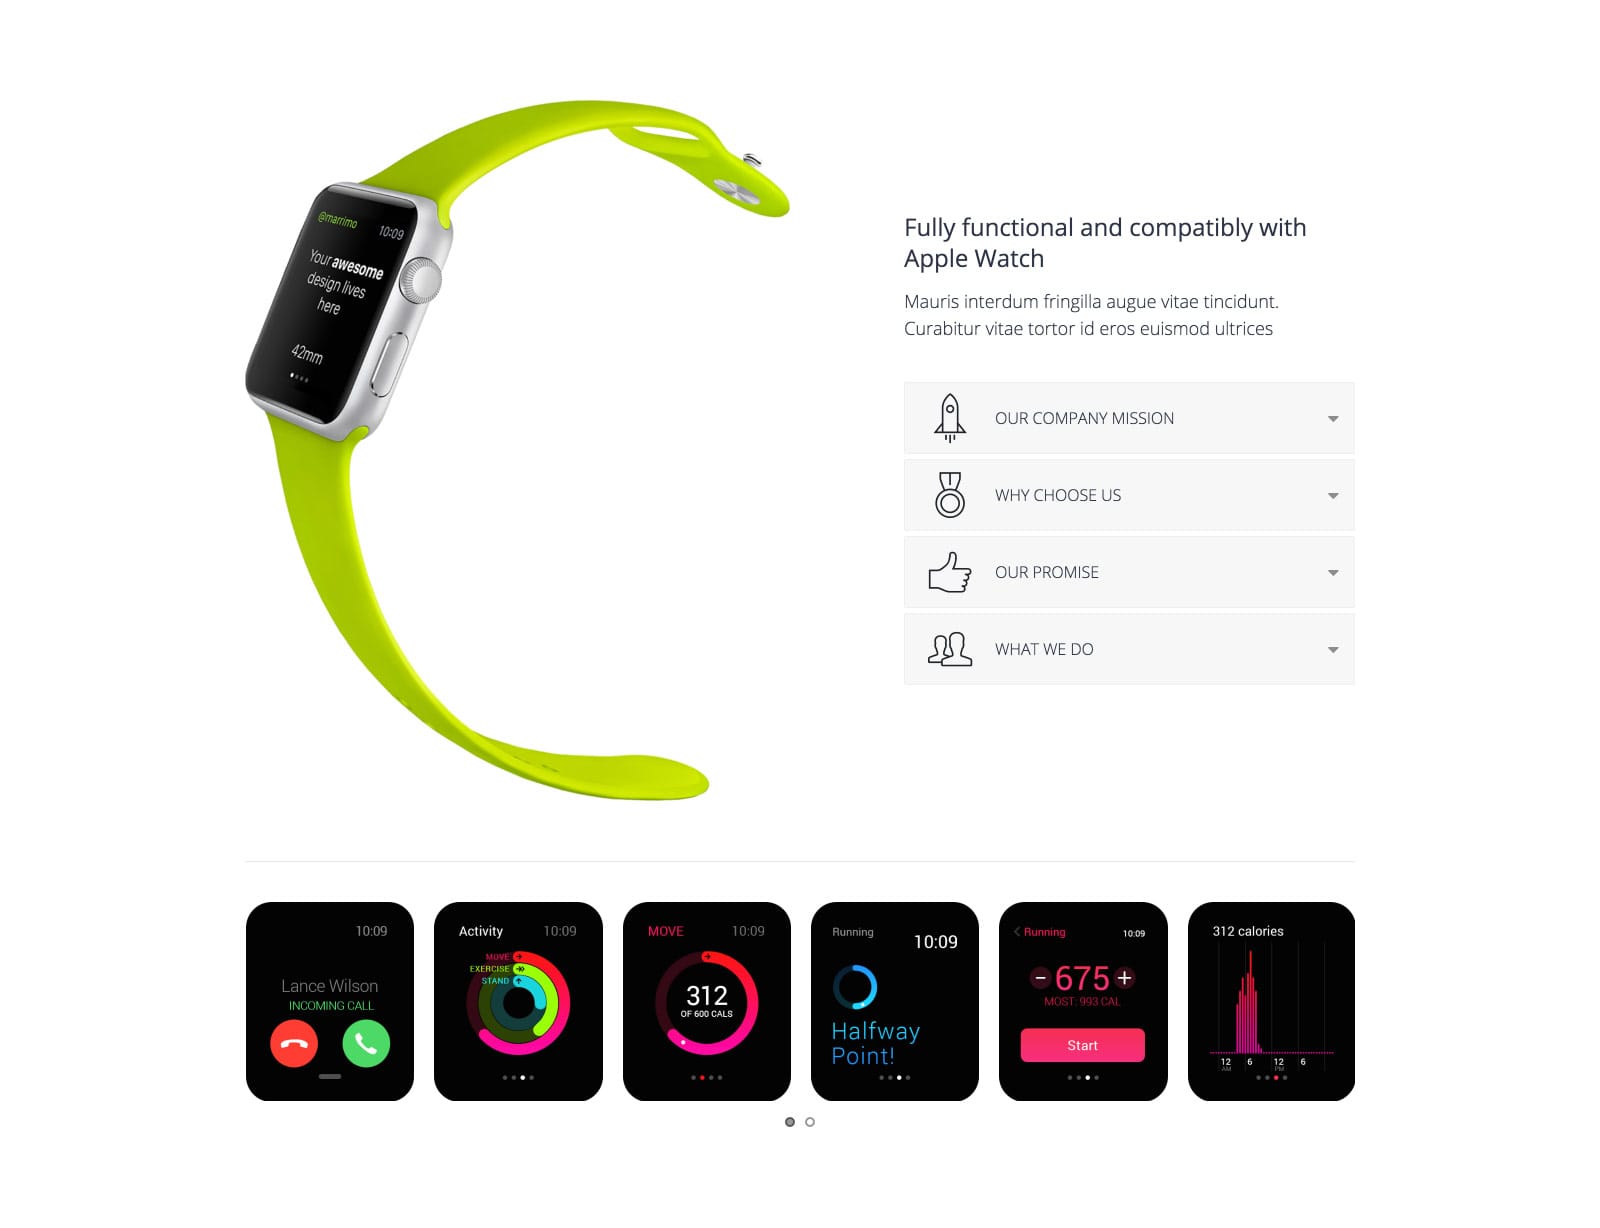 @marrimo
10:09
Your awesome
design lives
here
42mm
Fully functional and compatibly with
Apple Watch
Mauris interdum fringilla augue vitae tincidunt.
Curabitur vitae tortor id eros euismod ultrices
OUR COMPANY MISSION
WHY CHOOSE US
OUR PROMISE
WHAT WE DO
10:09
Lance Wilson
INCOMING CALL
Activity 10:09
MOVE
EXERCISE
STAND
MOVE 10:09
312
OF 600 CALS
Running
10:09
Halfway
Point!
Running 10:09
675
MOST: 993 CAL
Start
312 calories
12 6 12 6
AM PM